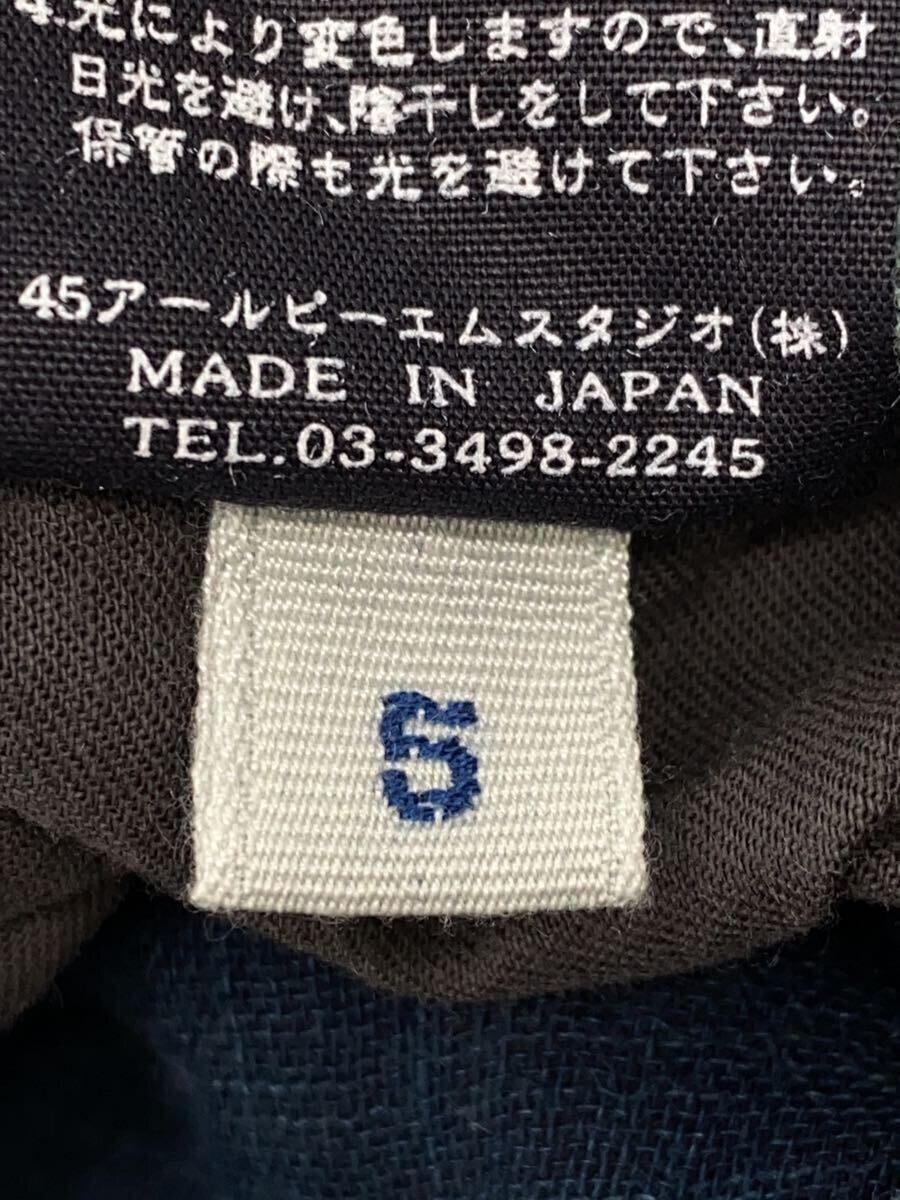 4.光により変色しますので、直射
日光を避け、陰干しをして下さい。
保管の際も光を避けて下さい。
45アールピーエムスタジオ(株)
MADE IN JAPAN
TEL.03-3498-2245
5